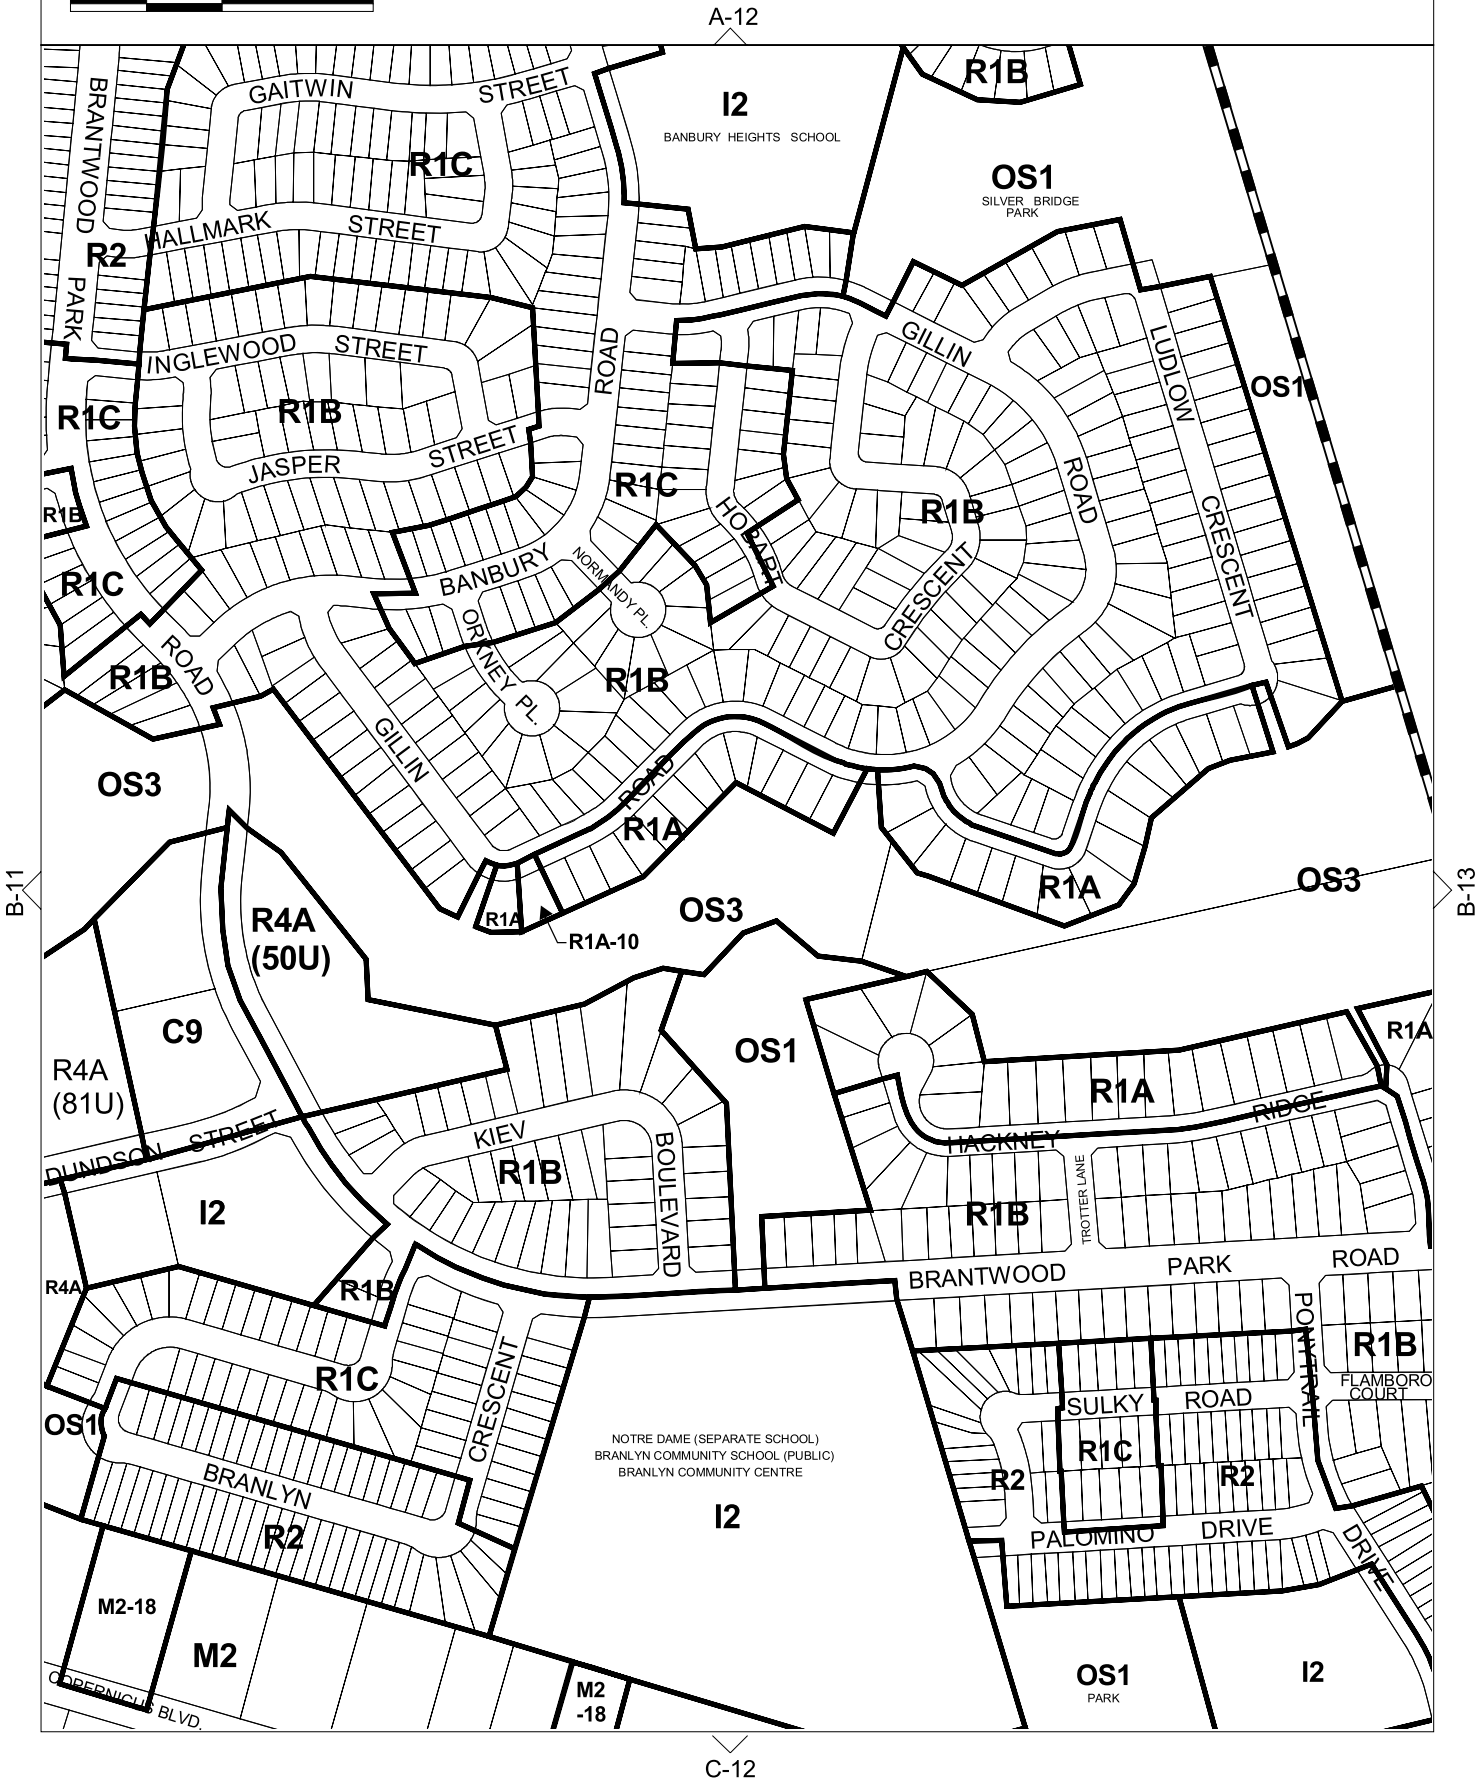 A-12
R1B
BRANTWOOD
PARK
GAITWIN STREET
I2
BANBURY HEIGHTS SCHOOL
R1C
OS1
SILVER BRIDGE
PARK
HALLMARK STREET
R2
INGLEWOOD STREET
ROAD
GILLIN
ROAD
LUDLOW
CRESCENT
OS1
R1C
R1B
JASPER STREET
R1C
R1B
R1B
HOBART
CRESCENT
R1C
BANBURY
ROAD
NORMANDY PL.
ORKNEY PL.
R1B
R1B
GILLIN
ROAD
OS3
R1A
B-11
B-13
R1A
OS3
R1A
R1A-10
OS3
R4A
(50U)
C9
R4A
(81U)
OS1
R1A
R1A
DUNDSON STREET
KIEV
BOULEVARD
R1B
HACKNEY RIDGE
TROTTER LANE
R1B
I2
R4A
R1B
BRANTWOOD PARK ROAD
PONYTRAIL
DRIVE
R1B
FLAMBORO
COURT
R1C
CRESCENT
OS1
SULKY ROAD
R1C
R2
R2
NOTRE DAME (SEPARATE SCHOOL)
BRANLYN COMMUNITY SCHOOL (PUBLIC)
BRANLYN COMMUNITY CENTRE
I2
BRANLYN
R2
PALOMINO DRIVE
M2-18
M2
COPERNICUS BLVD.
M2
-18
OS1
PARK
I2
C-12